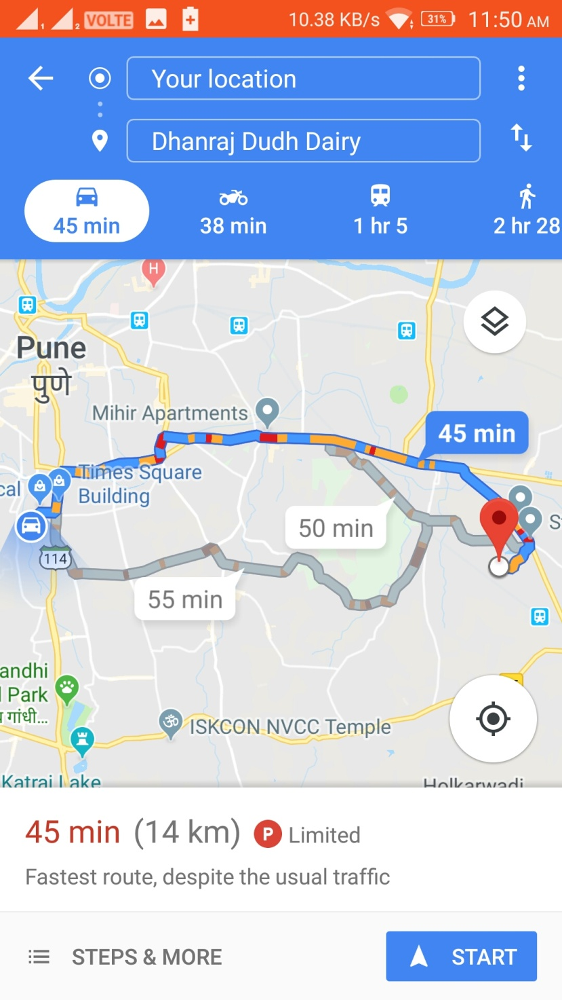 1 2 VOLTE 10.38 KB/s 31% 11:50 AM
Your location
Dhanraj Dudh Dairy
45 min 38 min 1 hr 5 2 hr 28
H
Pune
पुणे
Mihir Apartments
45 min
Times Square
Building
cal
S
50 min
114
55 min
andhi
l Park
गांधी...
ISKCON NVCC Temple
Katraj Lake
Holkarwadi
45 min (14 km) P Limited
Fastest route, despite the usual traffic
STEPS & MORE START